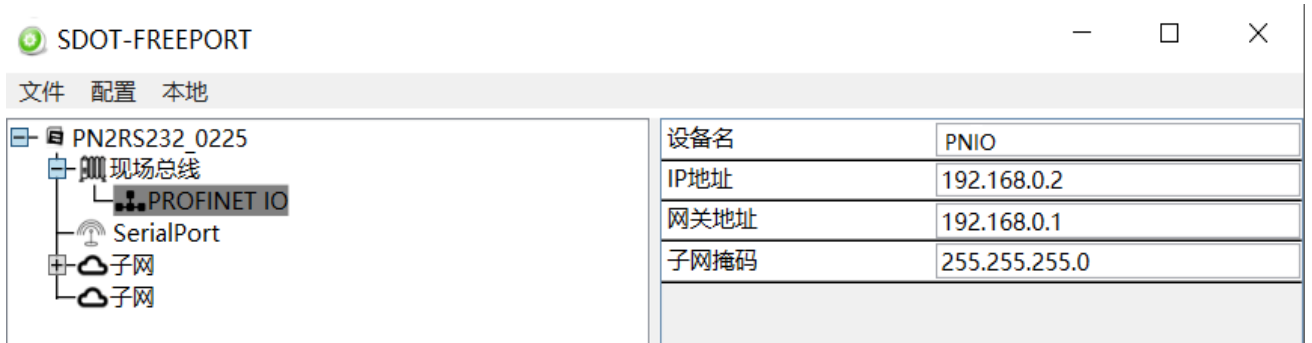 SDOT-FREEPORT
文件 配置 本地
PN2RS232_0225
现场总线
PROFINET IO
SerialPort
子网
子网
设备名 PNIO
IP地址 192.168.0.2
网关地址 192.168.0.1
子网掩码 255.255.255.0